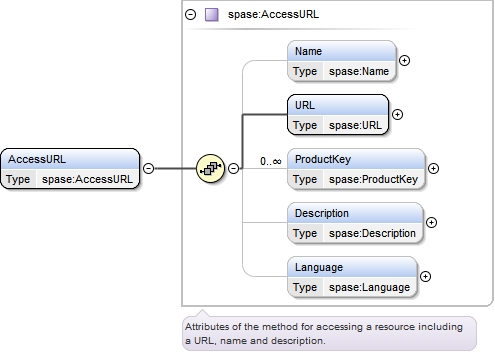 spase:AccessURL
Name
Type spase:Name
URL
Type spase:URL
AccessURL
Type spase:AccessURL
0..∞
ProductKey
Type spase:ProductKey
Description
Type spase:Description
Language
Type spase:Language
Attributes of the method for accessing a resource including
a URL, name and description.